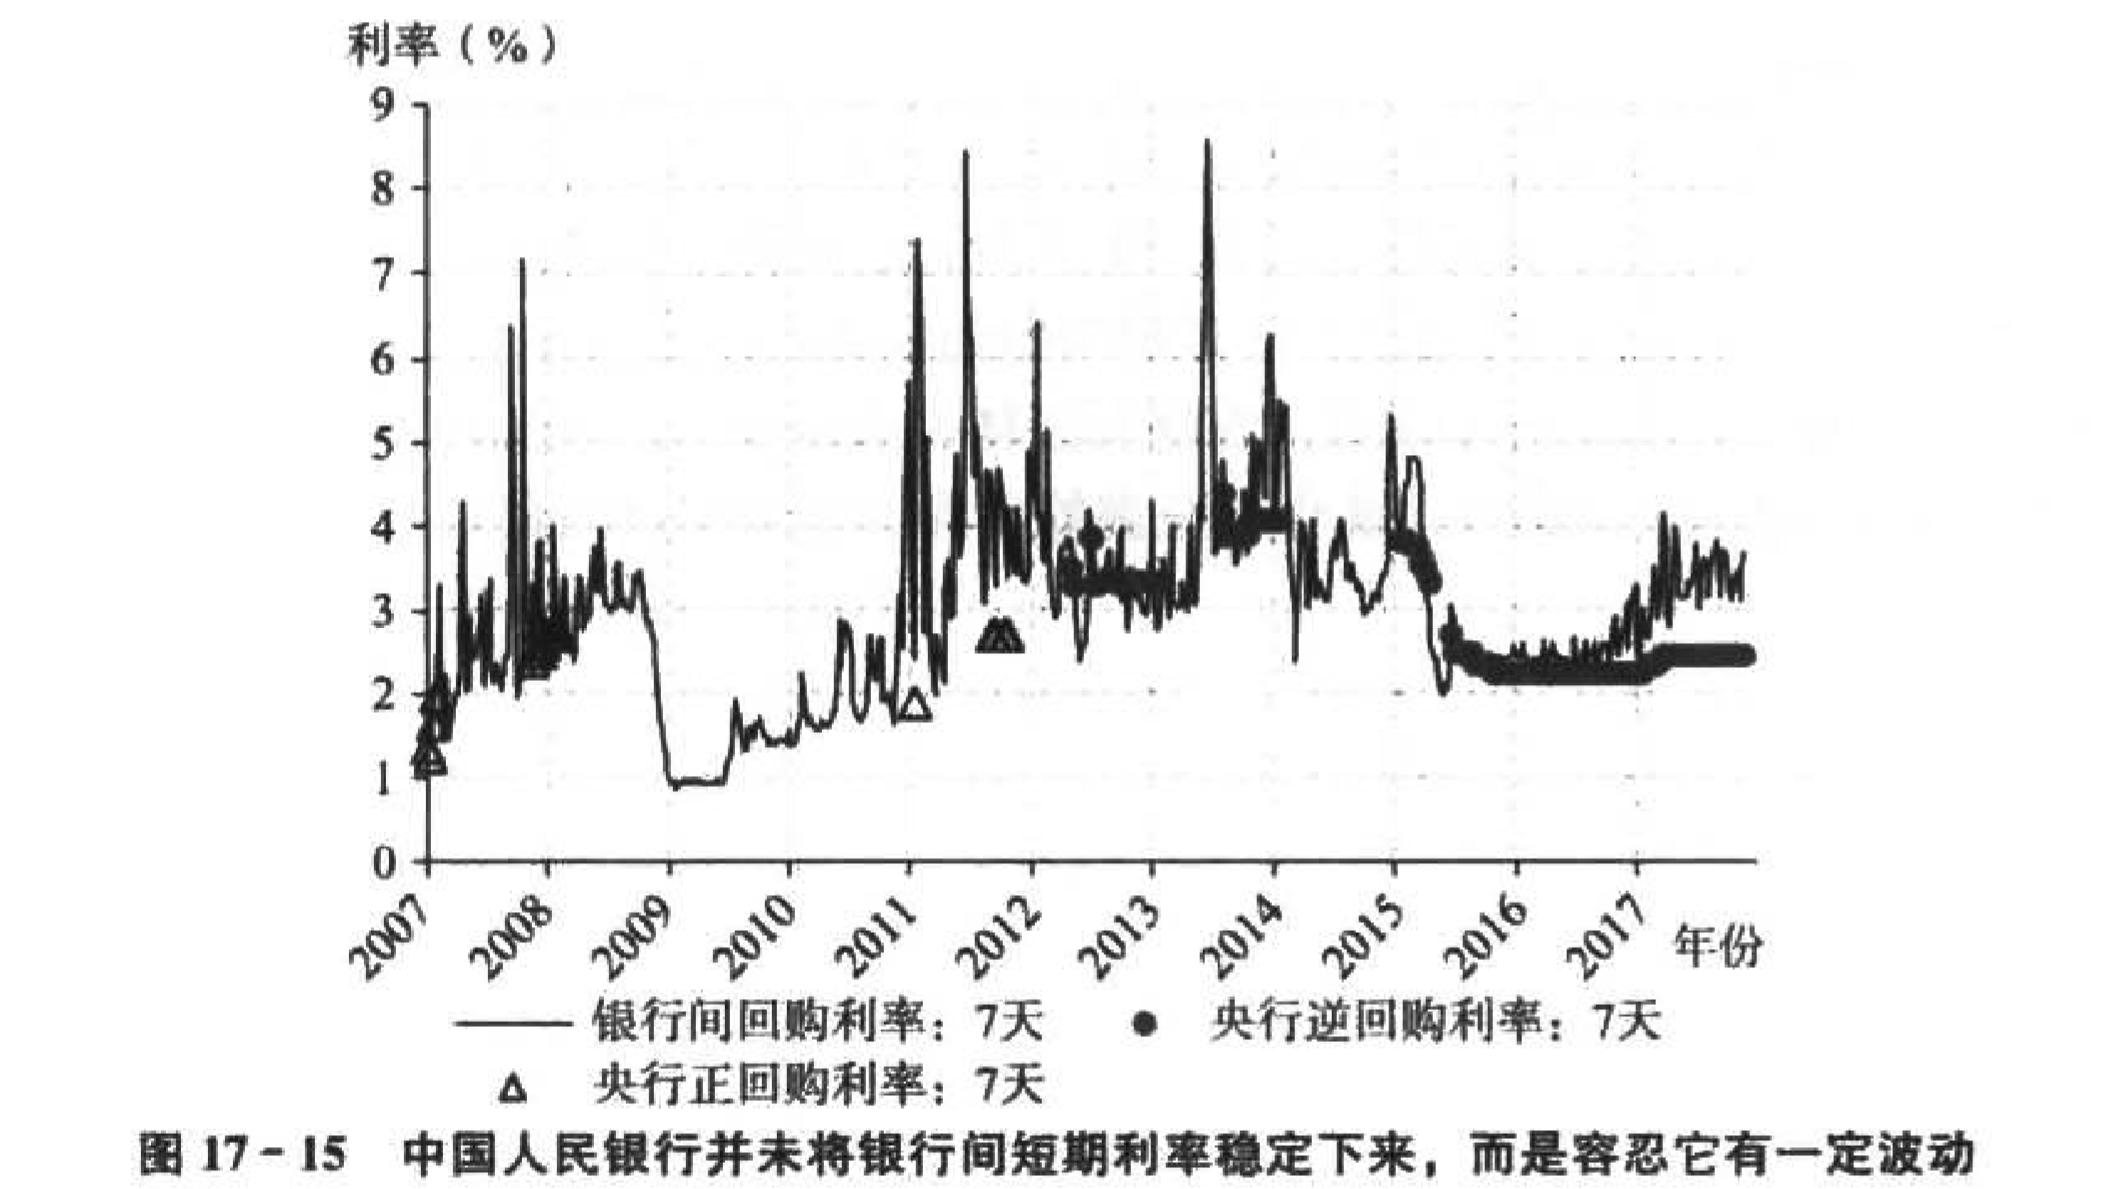 利率（%）
9
8
7
6
5
4
3
2
1
0
2007 2008 2009 2010 2011 2012 2013 2014 2015 2016 2017 年份
银行间回购利率：7天 央行逆回购利率：7天
央行正回购利率：7天
图 17-15 中国人民银行并未将银行间短期利率稳定下来，而是容忍它有一定波动